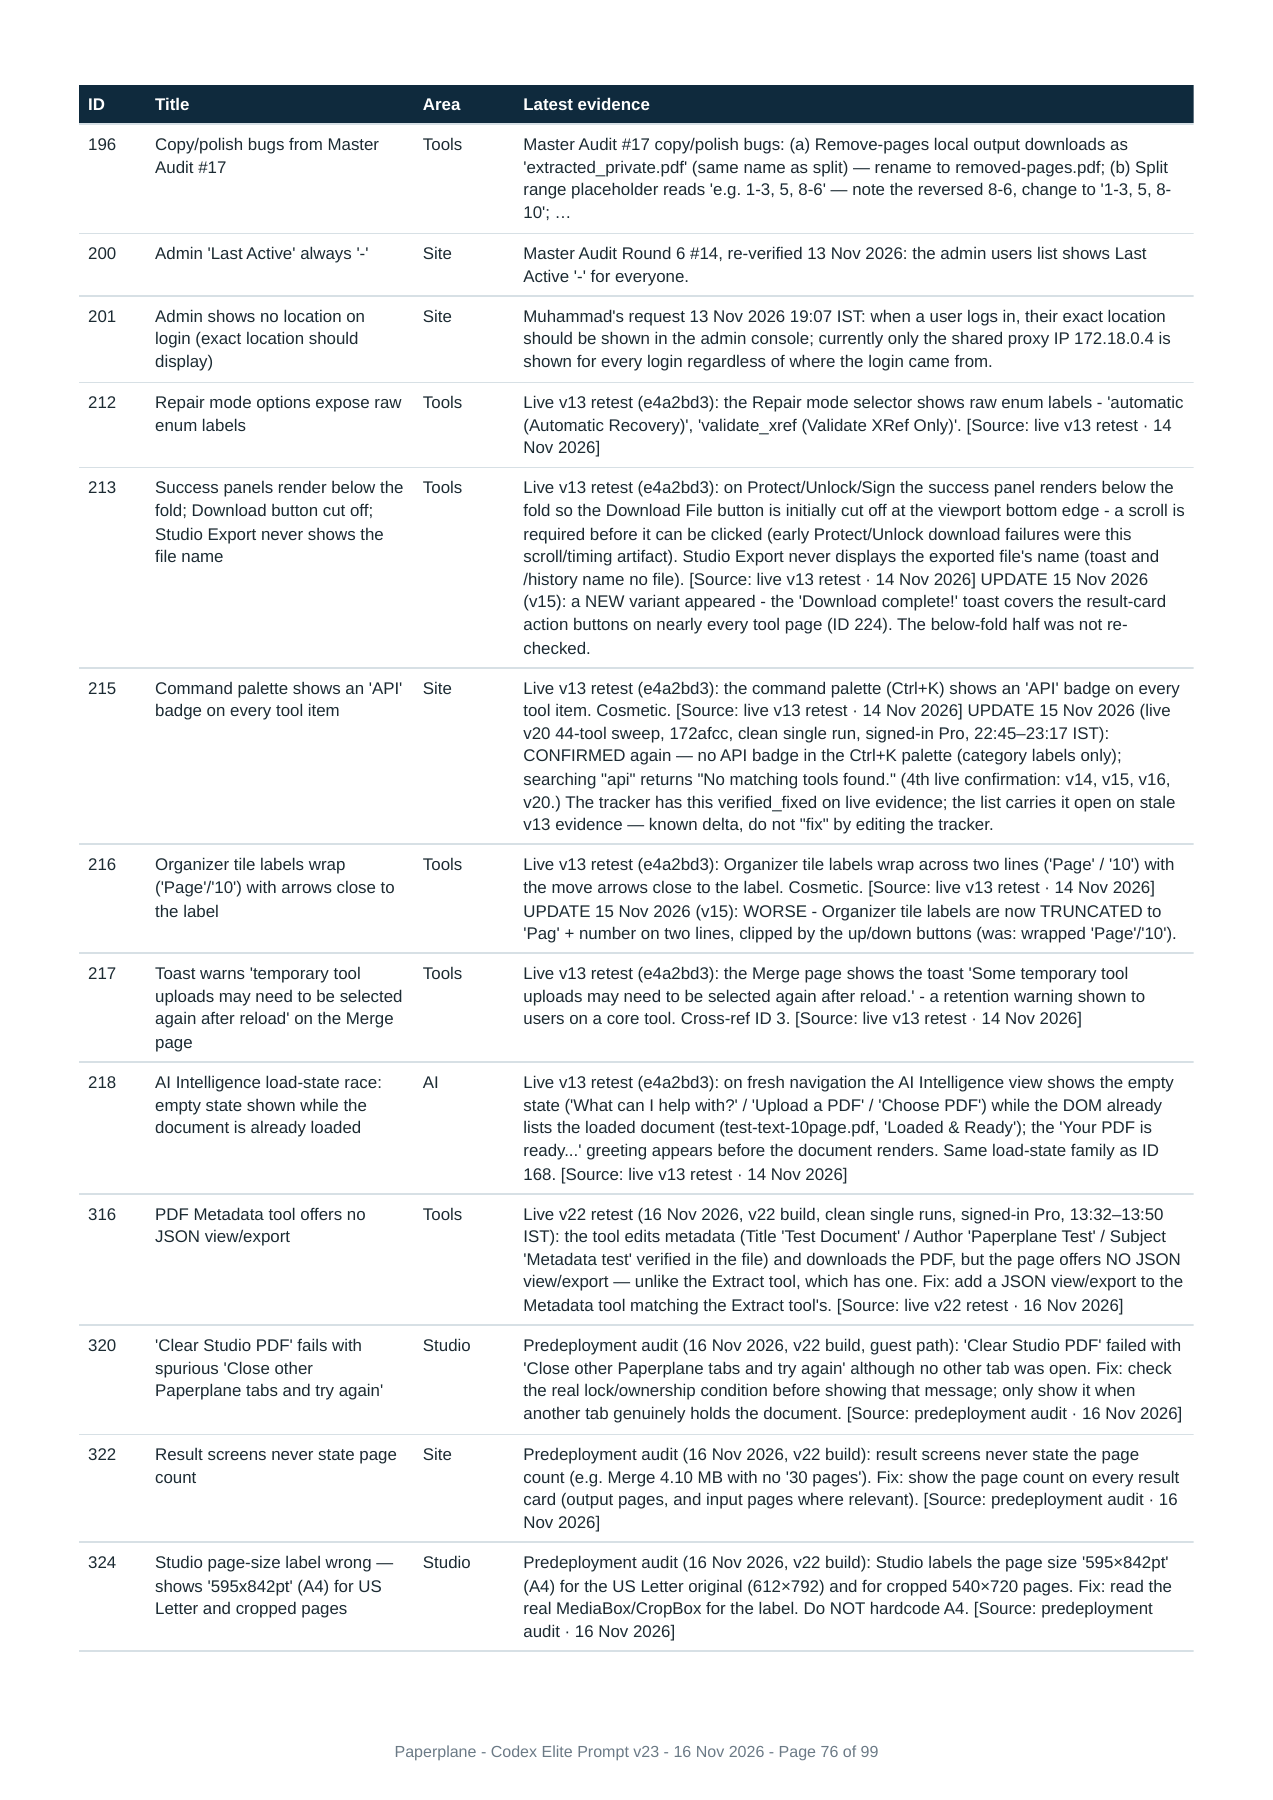 ID Title Area Latest evidence
196 Copy/polish bugs from Master Tools Master Audit #17 copy/polish bugs: (a) Remove-pages local output downloads as
Audit #17 'extracted_private.pdf' (same name as split) — rename to removed-pages.pdf; (b) Split
range placeholder reads 'e.g. 1-3, 5, 8-6' — note the reversed 8-6, change to '1-3, 5, 8-
10'; …
200 Admin 'Last Active' always '-' Site Master Audit Round 6 #14, re-verified 13 Nov 2026: the admin users list shows Last
Active '-' for everyone.
201 Admin shows no location on Site Muhammad's request 13 Nov 2026 19:07 IST: when a user logs in, their exact location
login (exact location should should be shown in the admin console; currently only the shared proxy IP 172.18.0.4 is
display) shown for every login regardless of where the login came from.
212 Repair mode options expose raw Tools Live v13 retest (e4a2bd3): the Repair mode selector shows raw enum labels - 'automatic
enum labels (Automatic Recovery)', 'validate_xref (Validate XRef Only)'. [Source: live v13 retest · 14
Nov 2026]
213 Success panels render below the Tools Live v13 retest (e4a2bd3): on Protect/Unlock/Sign the success panel renders below the
fold; Download button cut off; fold so the Download File button is initially cut off at the viewport bottom edge - a scroll is
Studio Export never shows the required before it can be clicked (early Protect/Unlock download failures were this
file name scroll/timing artifact). Studio Export never displays the exported file's name (toast and
/history name no file). [Source: live v13 retest · 14 Nov 2026] UPDATE 15 Nov 2026
(v15): a NEW variant appeared - the 'Download complete!' toast covers the result-card
action buttons on nearly every tool page (ID 224). The below-fold half was not re-
checked.
215 Command palette shows an 'API' Site Live v13 retest (e4a2bd3): the command palette (Ctrl+K) shows an 'API' badge on every
badge on every tool item tool item. Cosmetic. [Source: live v13 retest · 14 Nov 2026] UPDATE 15 Nov 2026 (live
v20 44-tool sweep, 172afcc, clean single run, signed-in Pro, 22:45–23:17 IST):
CONFIRMED again — no API badge in the Ctrl+K palette (category labels only);
searching "api" returns "No matching tools found." (4th live confirmation: v14, v15, v16,
v20.) The tracker has this verified_fixed on live evidence; the list carries it open on stale
v13 evidence — known delta, do not "fix" by editing the tracker.
216 Organizer tile labels wrap Tools Live v13 retest (e4a2bd3): Organizer tile labels wrap across two lines ('Page' / '10') with
('Page'/'10') with arrows close to the move arrows close to the label. Cosmetic. [Source: live v13 retest · 14 Nov 2026]
the label UPDATE 15 Nov 2026 (v15): WORSE - Organizer tile labels are now TRUNCATED to
'Pag' + number on two lines, clipped by the up/down buttons (was: wrapped 'Page'/'10').
217 Toast warns 'temporary tool Tools Live v13 retest (e4a2bd3): the Merge page shows the toast 'Some temporary tool
uploads may need to be selected uploads may need to be selected again after reload.' - a retention warning shown to
again after reload' on the Merge users on a core tool. Cross-ref ID 3. [Source: live v13 retest · 14 Nov 2026]
page
218 AI Intelligence load-state race: AI Live v13 retest (e4a2bd3): on fresh navigation the AI Intelligence view shows the empty
empty state shown while the state ('What can I help with?' / 'Upload a PDF' / 'Choose PDF') while the DOM already
document is already loaded lists the loaded document (test-text-10page.pdf, 'Loaded & Ready'); the 'Your PDF is
ready...' greeting appears before the document renders. Same load-state family as ID
168. [Source: live v13 retest · 14 Nov 2026]
316 PDF Metadata tool offers no Tools Live v22 retest (16 Nov 2026, v22 build, clean single runs, signed-in Pro, 13:32–13:50
JSON view/export IST): the tool edits metadata (Title 'Test Document' / Author 'Paperplane Test' / Subject
'Metadata test' verified in the file) and downloads the PDF, but the page offers NO JSON
view/export — unlike the Extract tool, which has one. Fix: add a JSON view/export to the
Metadata tool matching the Extract tool's. [Source: live v22 retest · 16 Nov 2026]
320 'Clear Studio PDF' fails with Studio Predeployment audit (16 Nov 2026, v22 build, guest path): 'Clear Studio PDF' failed with
spurious 'Close other 'Close other Paperplane tabs and try again' although no other tab was open. Fix: check
Paperplane tabs and try again' the real lock/ownership condition before showing that message; only show it when
another tab genuinely holds the document. [Source: predeployment audit · 16 Nov 2026]
322 Result screens never state page Site Predeployment audit (16 Nov 2026, v22 build): result screens never state the page
count count (e.g. Merge 4.10 MB with no '30 pages'). Fix: show the page count on every result
card (output pages, and input pages where relevant). [Source: predeployment audit · 16
Nov 2026]
324 Studio page-size label wrong — Studio Predeployment audit (16 Nov 2026, v22 build): Studio labels the page size '595×842pt'
shows '595x842pt' (A4) for US (A4) for the US Letter original (612×792) and for cropped 540×720 pages. Fix: read the
Letter and cropped pages real MediaBox/CropBox for the label. Do NOT hardcode A4. [Source: predeployment
audit · 16 Nov 2026]
Paperplane - Codex Elite Prompt v23 - 16 Nov 2026 - Page 76 of 99